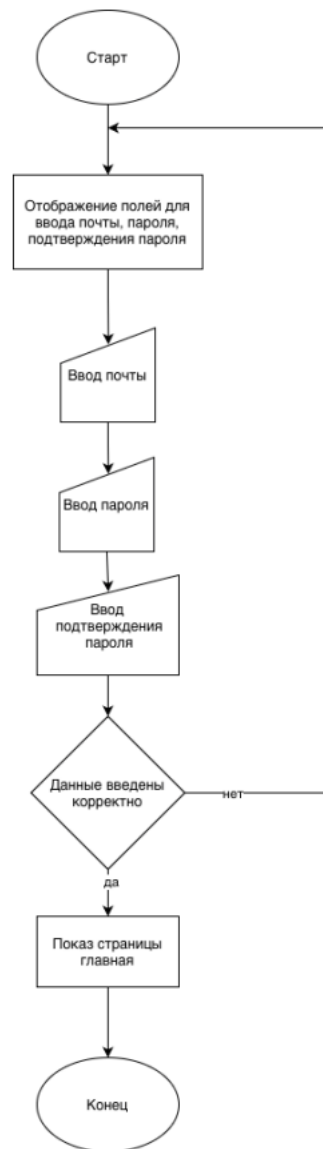 Старт
Отображение полей для
ввода почты, пароля,
подтверждения пароля
Ввод почты
Ввод пароля
Ввод
подтверждения
пароля
Данные введены
корректно
нет
да
Показ страницы
главная
Конец